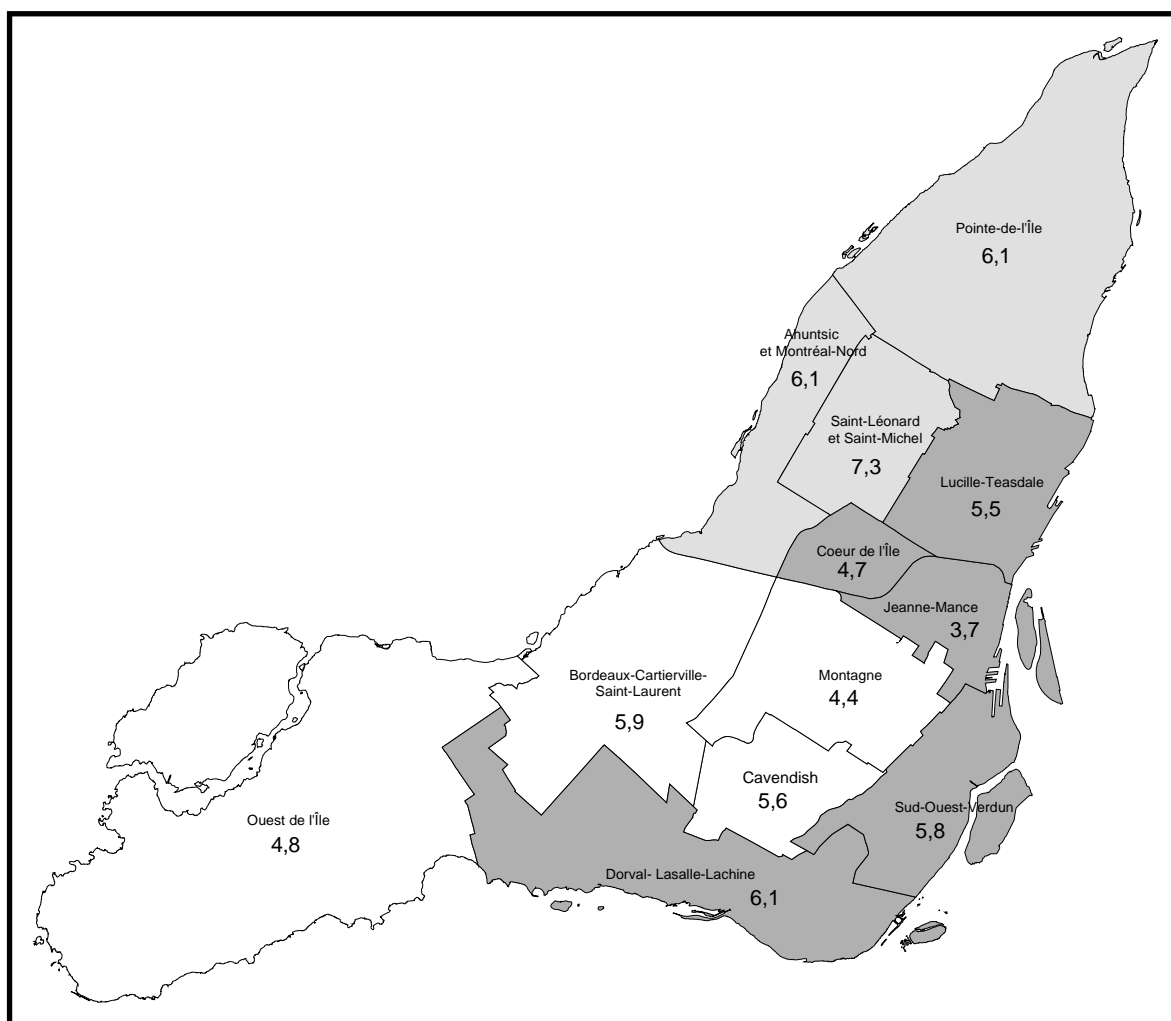 Pointe-de-l'Île
6,1
Ahuntsic
et Montréal-Nord
6,1
Saint-Léonard
et Saint-Michel
7,3
Lucille-Teasdale
5,5
Coeur de l'Île
4,7
Jeanne-Mance
3,7
Bordeaux-Cartierville-
Saint-Laurent
5,9
Montagne
4,4
Cavendish
5,6
Sud-Ouest-Verdun
5,8
Ouest de l'Île
4,8
Dorval- Lasalle-Lachine
6,1